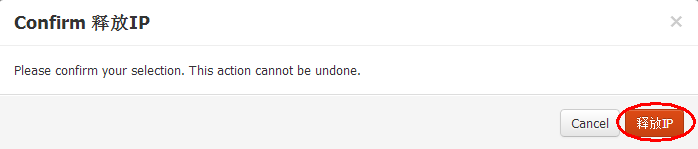 Confirm 释放IP
×
Please confirm your selection. This action cannot be undone.
Cancel 释放IP